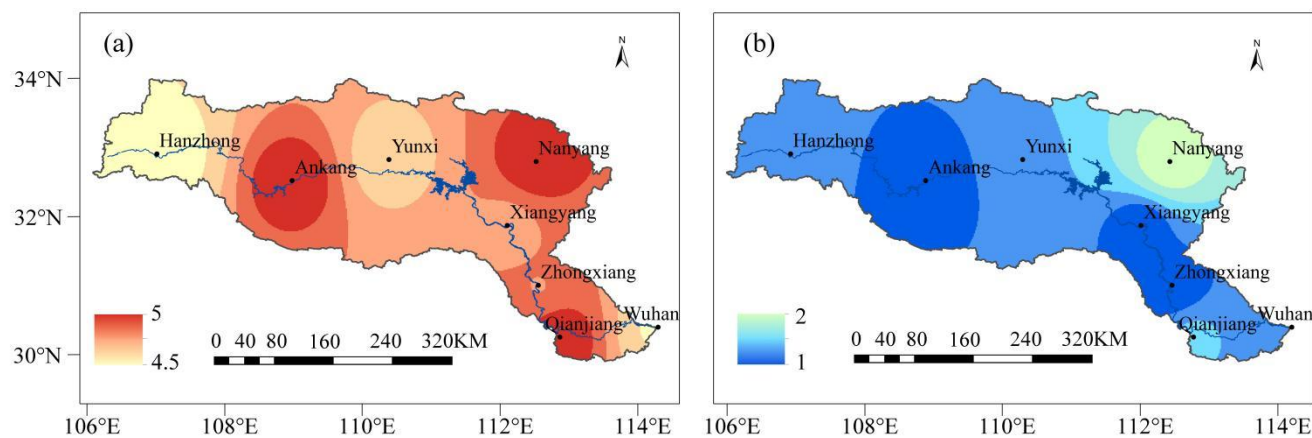 (a)
N
34°N
32°N
30°N
Hanzhong
Ankang
Yunxi
Nanyang
Xiangyang
Zhongxiang
Qianjiang
Wuhan
5
4.5
0 40 80 160 240 320KM
106°E 108°E 110°E 112°E 114°E
(b)
N
Hanzhong
Ankang
Yunxi
Nanyang
Xiangyang
Zhongxiang
Qianjiang
Wuhan
2
1
0 40 80 160 240 320KM
106°E 108°E 110°E 112°E 114°E